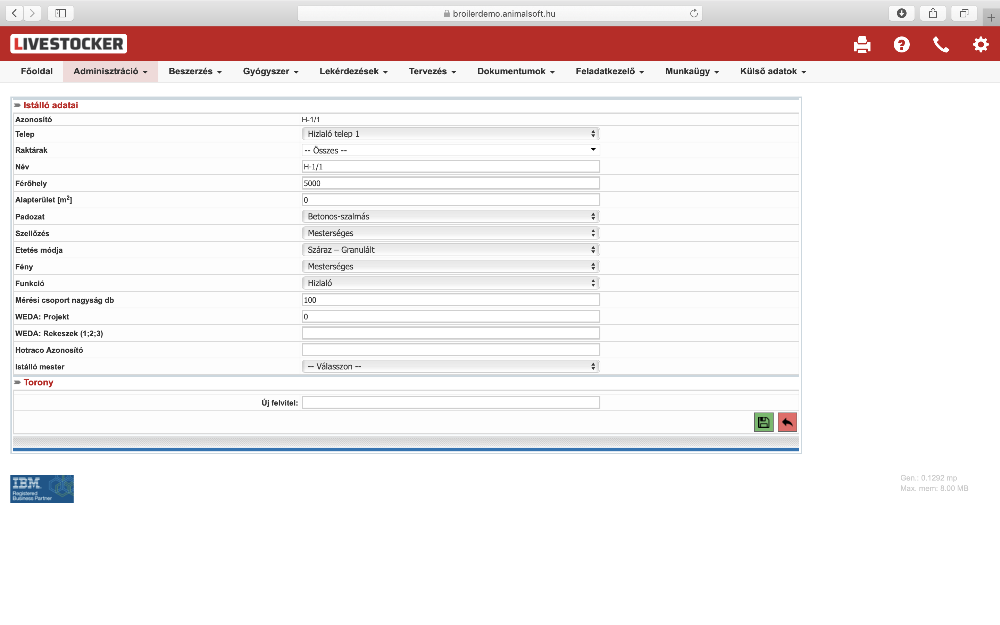 broilerdemo.animalsoft.hu
LIVESTOCKER
Főoldal Adminisztráció Beszerzés Gyógyszer Lekérdezések Tervezés Dokumentumok Feladatkezelő Munkaügy Külső adatok
Istálló adatai
Azonosító H-1/1
Telep Hizlaló telep 1
Raktárak -- Összes --
Név H-1/1
Férőhely 5000
Alapterület [m²] 0
Padozat Betonos-szalmás
Szellőzés Mesterséges
Etetés módja Száraz – Granulált
Fény Mesterséges
Funkció Hizlaló
Mérési csoport nagyság db 100
WEDA: Projekt 0
WEDA: Rekeszek (1;2;3)
Hotraco Azonosító
Istálló mester -- Válasszon --
Torony
Új felvitel:
IBM
Registered
Business Partner
Gen.: 0.1292 mp
Max. mem: 8.00 MB